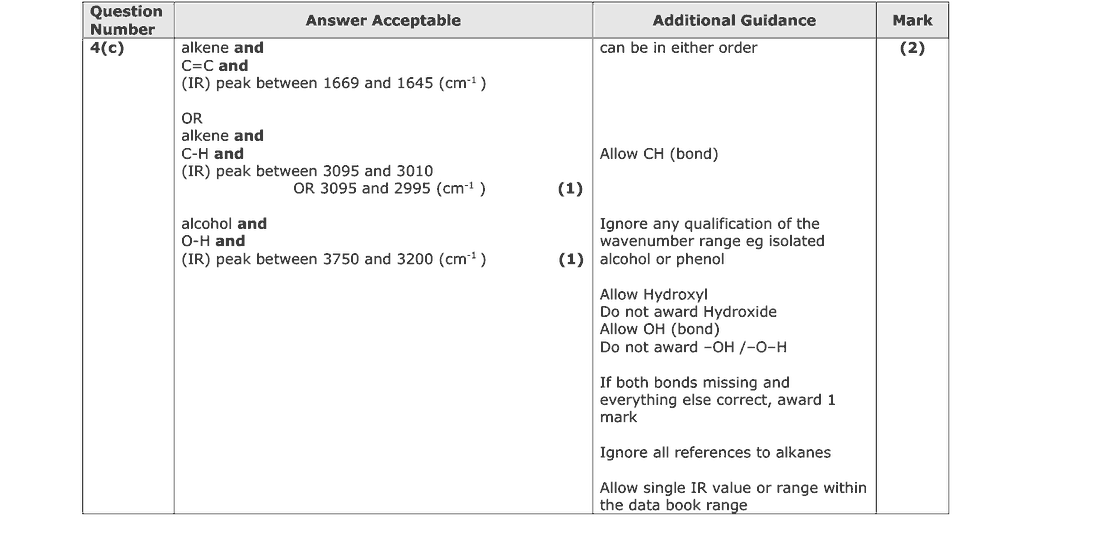 Question Number Answer Acceptable Additional Guidance Mark
4(c) alkene and can be in either order (2)
C=C and
(IR) peak between 1669 and 1645 (cm⁻¹ )
OR
alkene and
C-H and Allow CH (bond)
(IR) peak between 3095 and 3010
OR 3095 and 2995 (cm⁻¹ ) (1)
alcohol and Ignore any qualification of the
O-H and wavenumber range eg isolated
(IR) peak between 3750 and 3200 (cm⁻¹ ) (1) alcohol or phenol
Allow Hydroxyl
Do not award Hydroxide
Allow OH (bond)
Do not award –OH /–O–H
If both bonds missing and
everything else correct, award 1
mark
Ignore all references to alkanes
Allow single IR value or range within
the data book range